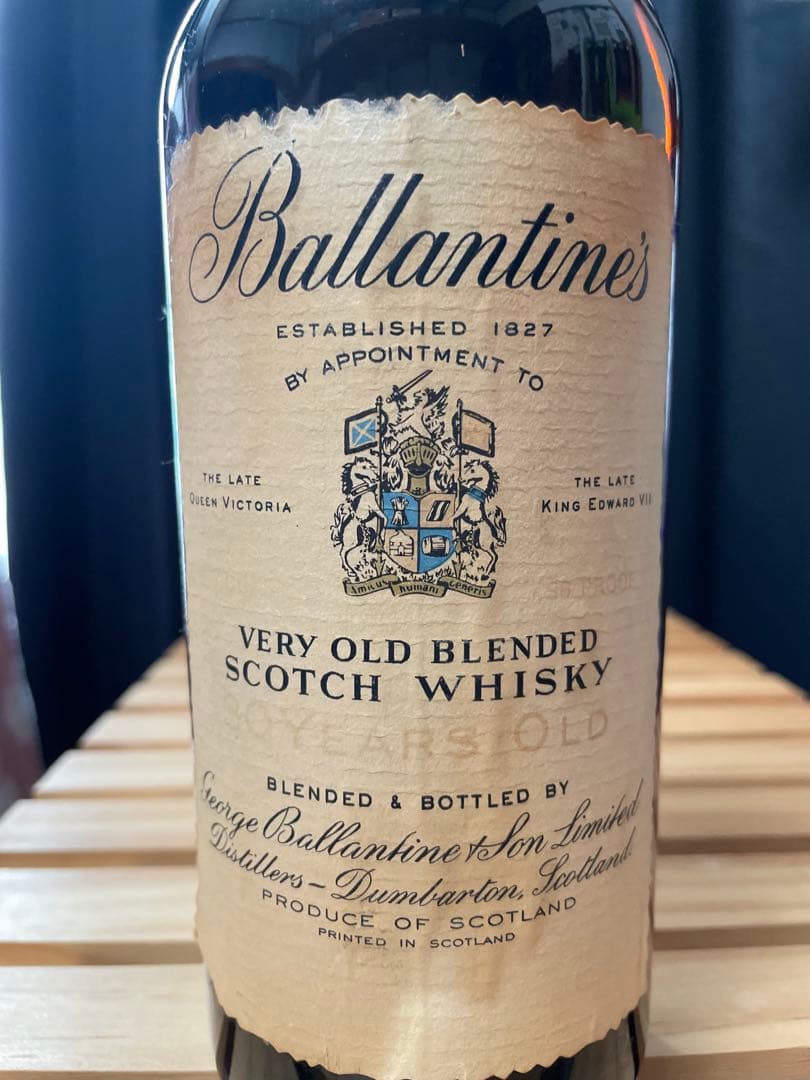 Ballantine's
ESTABLISHED 1827
BY APPOINTMENT TO
THE LATE
QUEEN VICTORIA
THE LATE
KING EDWARD VII
Amicus humani Generis
PROOF
VERY OLD BLENDED
SCOTCH WHISKY
30 YEARS OLD
BLENDED & BOTTLED BY
George Ballantine & Son Limited
Distillers – Dumbarton, Scotland.
PRODUCE OF SCOTLAND
PRINTED IN SCOTLAND